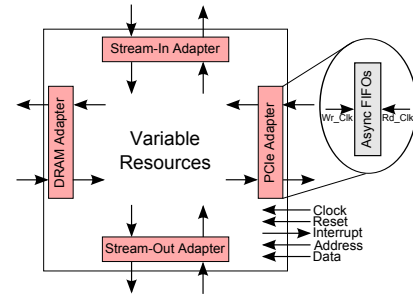 Stream-In Adapter
DRAM Adapter
Variable
Resources
PCIe Adapter
Async FIFOs
Wr_Clk
Rd_Clk
Clock
Reset
Interrupt
Address
Data
Stream-Out Adapter